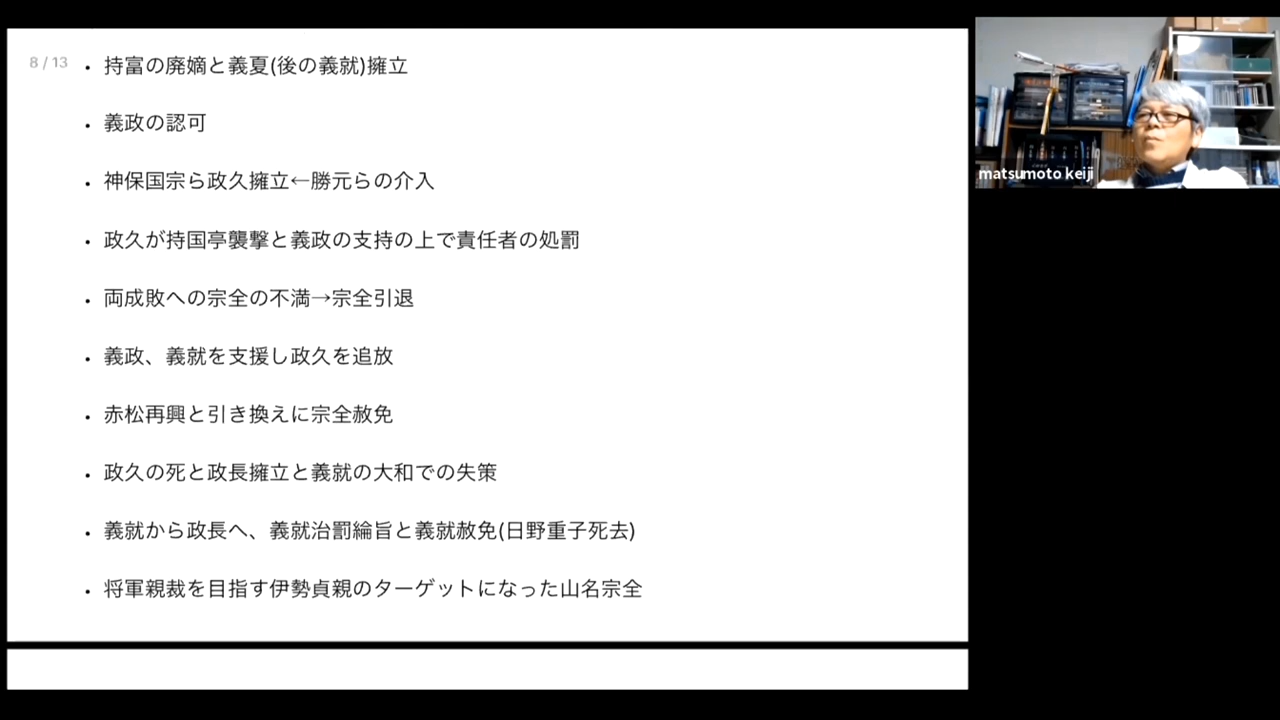 8 / 13
• 持富の廃嫡と義夏(後の義就)擁立
• 義政の認可
• 神保国宗ら政久擁立←勝元らの介入
• 政久が持国亭襲撃と義政の支持の上で責任者の処罰
• 両成敗への宗全の不満→宗全引退
• 義政、義就を支援し政久を追放
• 赤松再興と引き換えに宗全赦免
• 政久の死と政長擁立と義就の大和での失策
• 義就から政長へ、義就治罰綸旨と義就赦免(日野重子死去)
• 将軍親裁を目指す伊勢貞親のターゲットになった山名宗全
matsumoto keiji